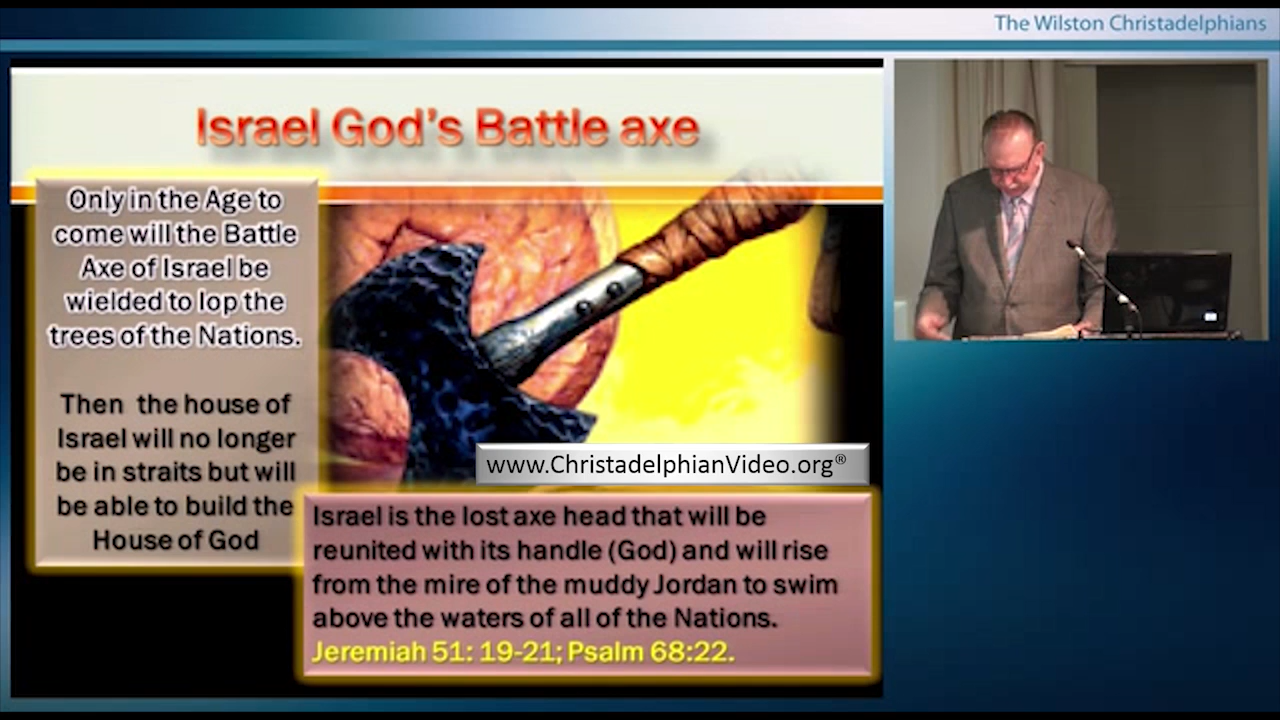 The Wilston Christadelphians
Israel God's Battle axe
Only in the Age to
come will the Battle
Axe of Israel be
wielded to lop the
trees of the Nations.
Then the house of
Israel will no longer
be in straits but will
be able to build the
House of God
www.ChristadelphianVideo.org®
Israel is the lost axe head that will be
reunited with its handle (God) and will rise
from the mire of the muddy Jordan to swim
above the waters of all of the Nations.
Jeremiah 51: 19-21; Psalm 68:22.